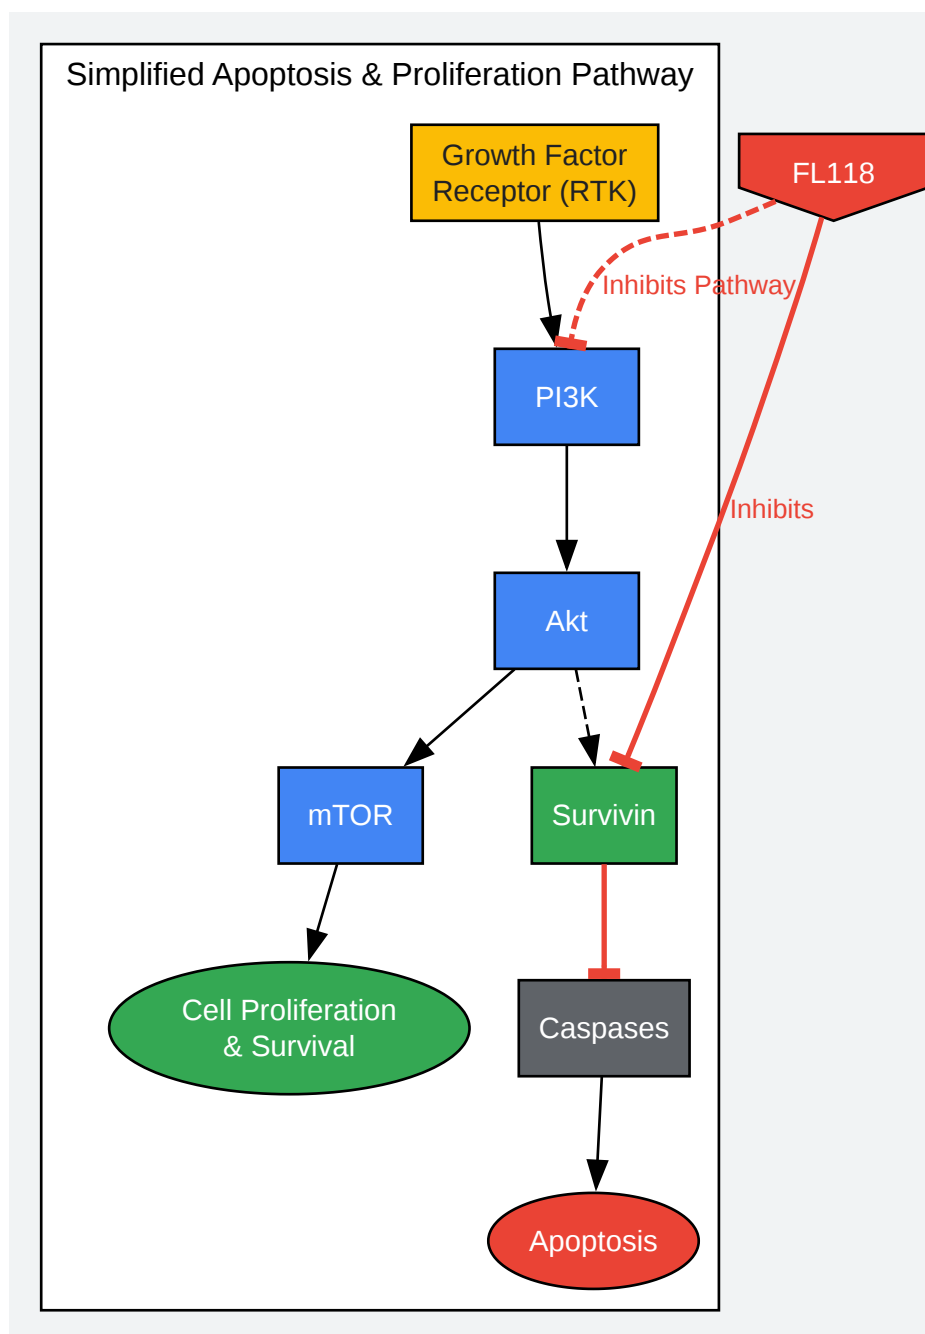 Simplified Apoptosis & Proliferation Pathway
Growth Factor
Receptor (RTK)
FL118
Inhibits Pathway
PI3K
Inhibits
Akt
mTOR
Survivin
Cell Proliferation
& Survival
Caspases
Apoptosis